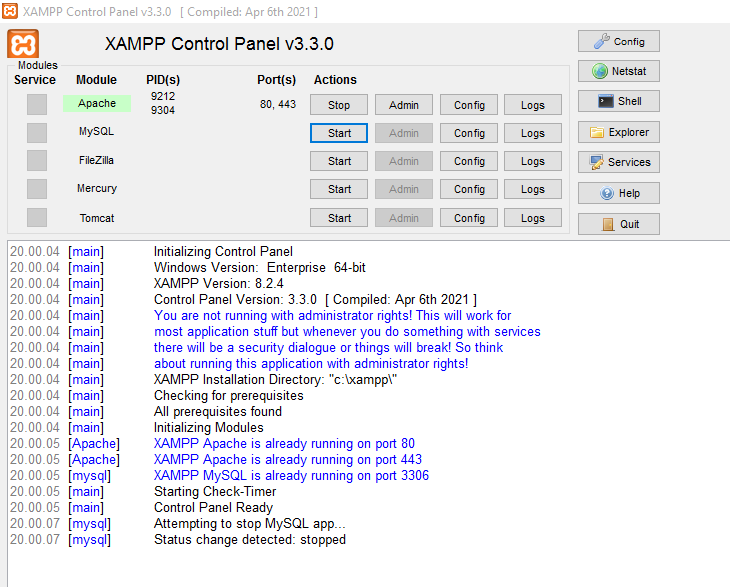 XAMPP Control Panel v3.3.0 [ Compiled: Apr 6th 2021 ]
XAMPP Control Panel v3.3.0
Config
Modules
Service Module PID(s) Port(s) Actions
Netstat
Apache 9212 9304 80, 443 Stop Admin Config Logs
Shell
MySQL Start Admin Config Logs
Explorer
FileZilla Start Admin Config Logs
Services
Mercury Start Admin Config Logs
Help
Tomcat Start Admin Config Logs
Quit
20.00.04 [main] Initializing Control Panel
20.00.04 [main] Windows Version: Enterprise 64-bit
20.00.04 [main] XAMPP Version: 8.2.4
20.00.04 [main] Control Panel Version: 3.3.0 [ Compiled: Apr 6th 2021 ]
20.00.04 [main] You are not running with administrator rights! This will work for
20.00.04 [main] most application stuff but whenever you do something with services
20.00.04 [main] there will be a security dialogue or things will break! So think
20.00.04 [main] about running this application with administrator rights!
20.00.04 [main] XAMPP Installation Directory: "c:\xampp\"
20.00.04 [main] Checking for prerequisites
20.00.04 [main] All prerequisites found
20.00.04 [main] Initializing Modules
20.00.05 [Apache] XAMPP Apache is already running on port 80
20.00.05 [Apache] XAMPP Apache is already running on port 443
20.00.05 [mysql] XAMPP MySQL is already running on port 3306
20.00.05 [main] Starting Check-Timer
20.00.05 [main] Control Panel Ready
20.00.07 [mysql] Attempting to stop MySQL app...
20.00.07 [mysql] Status change detected: stopped